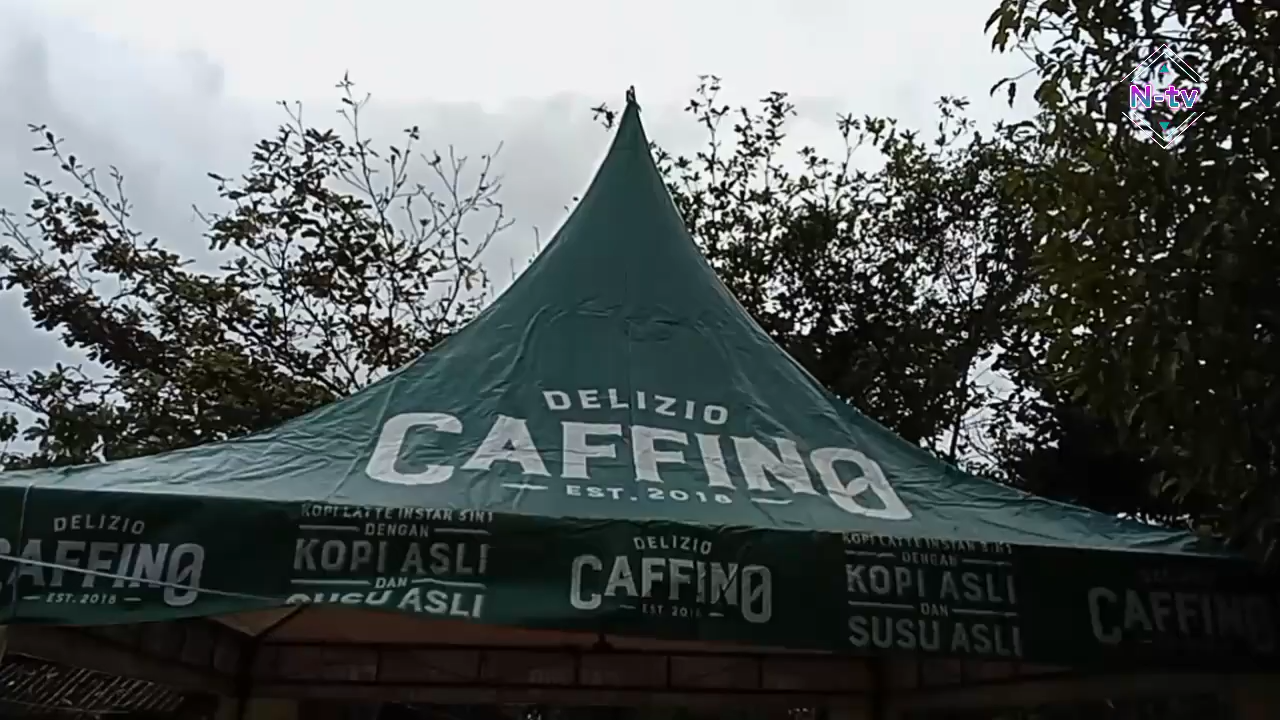 N-tv
DELIZIO
CAFFINO
EST. 2018
DELIZIO
CAFFINO
EST. 2018
KOPI LATTE INSTAN 3IN1
DENGAN
KOPI ASLI
DAN
SUSU ASLI
DELIZIO
CAFFINO
EST 2018
KOPI LATTE INSTAN 3IN1
DENGAN
KOPI ASLI
DAN
SUSU ASLI
CAFFINO